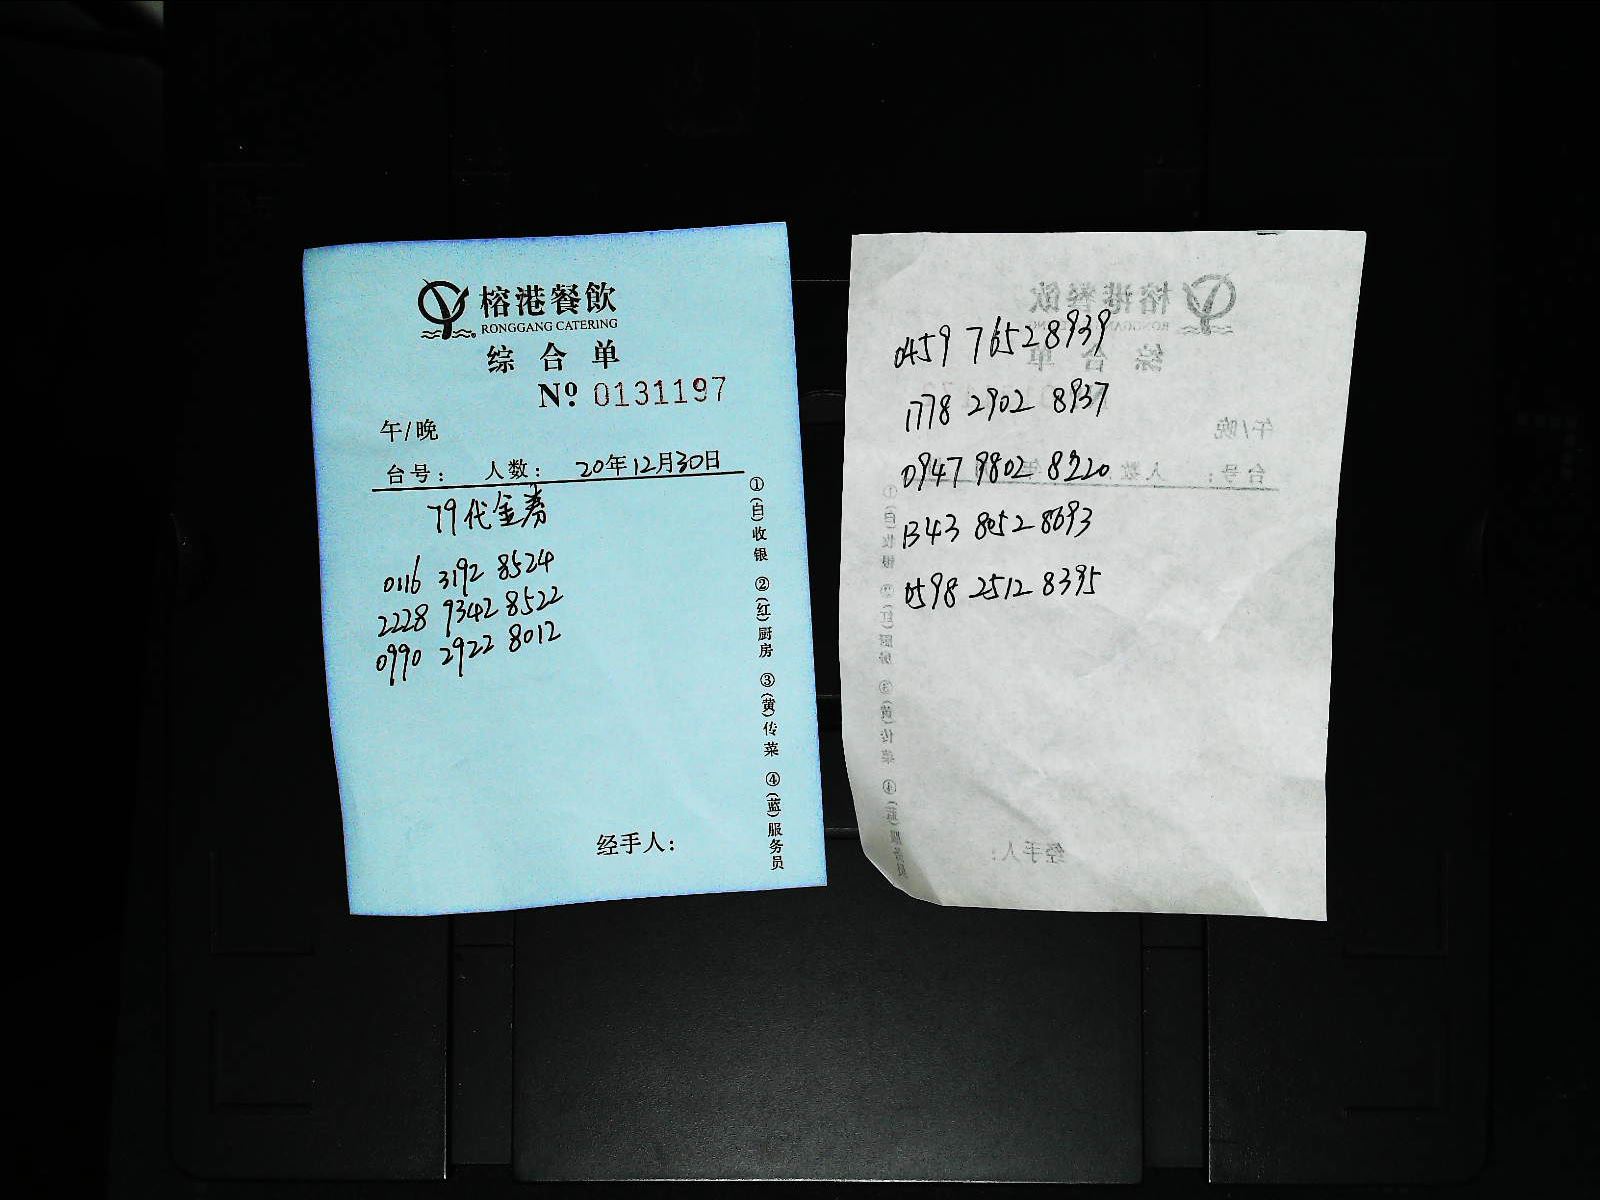 榕港餐飲
RONGGANG CATERING
综合单
Nº 0131197
午/晚
台号： 人数： 20年12月30日
79代金券
0116 3192 8524
2228 9342 8522
0990 2922 8012
①(白)收银 ②(红)厨房 ③(黄)传菜 ④(蓝)服务员
经手人：
0459 7652 8939
1778 2902 8937
0947 9802 8220
1343 8052 8693
0598 2512 8395